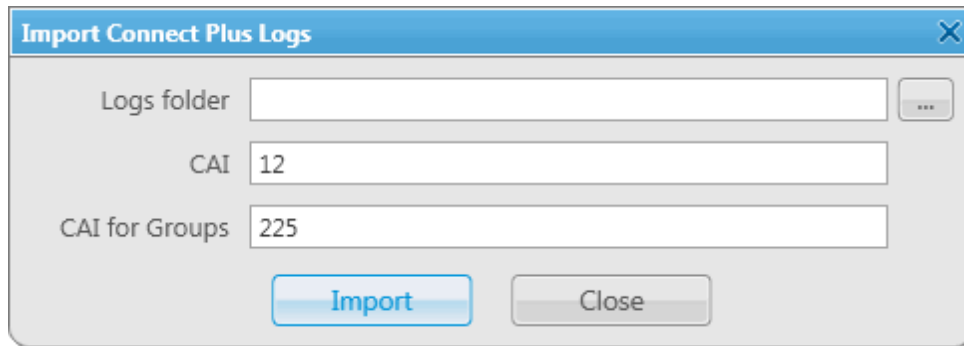 Import Connect Plus Logs
Logs folder ...
CAI 12
CAI for Groups 225
Import Close